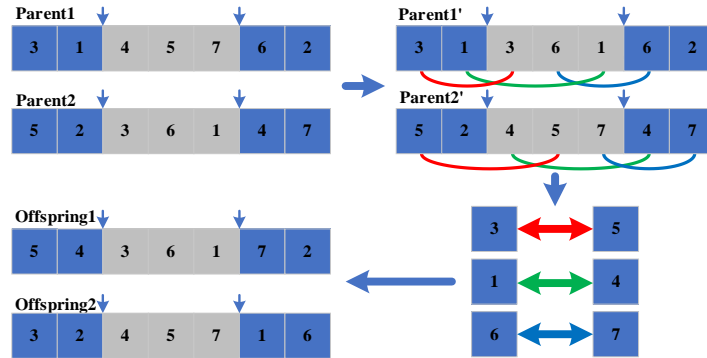 Parent1
3 1 4 5 7 6 2
Parent2
5 2 3 6 1 4 7
Parent1'
3 1 3 6 1 6 2
Parent2'
5 2 4 5 7 4 7
3 5
1 4
6 7
Offspring1
5 4 3 6 1 7 2
Offspring2
3 2 4 5 7 1 6